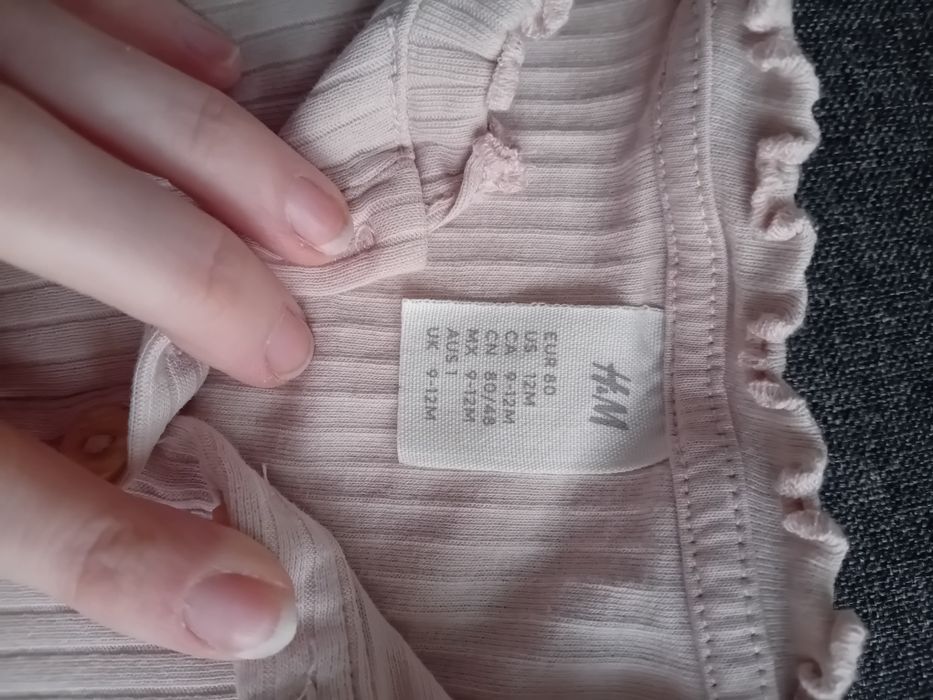 H&M
EUR 80
US 12M
CA 9-12M
CN 80/48
MX 9-12M
AUS 1
UK 9-12M